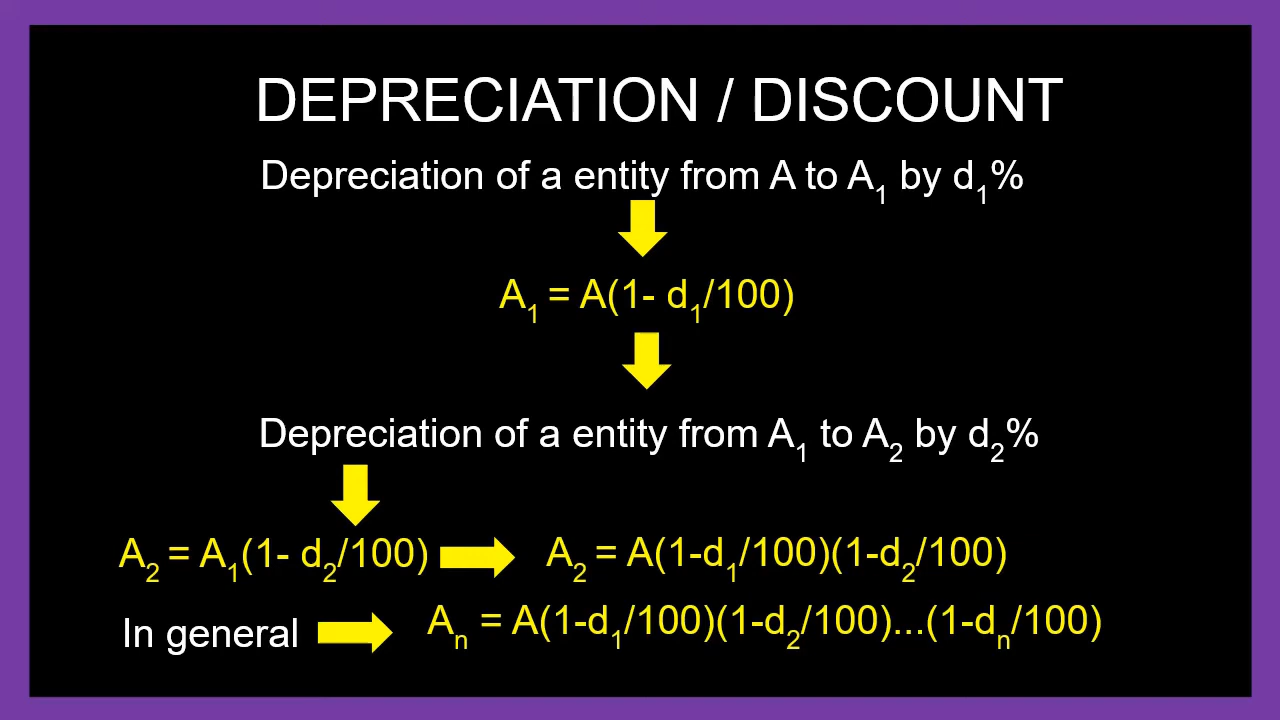 DEPRECIATION / DISCOUNT
Depreciation of a entity from A to A₁ by d₁%
A₁ = A(1- d₁/100)
Depreciation of a entity from A₁ to A₂ by d₂%
A₂ = A₁(1- d₂/100) A₂ = A(1-d₁/100)(1-d₂/100)
In general Aₙ = A(1-d₁/100)(1-d₂/100)...(1-dₙ/100)